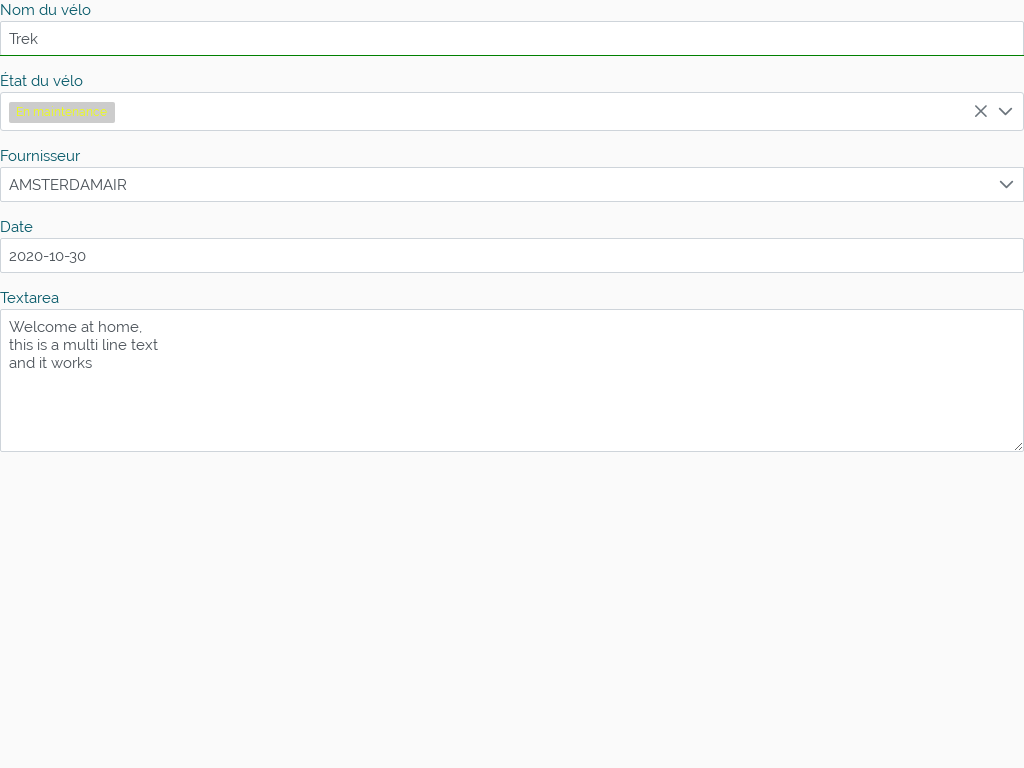 Nom du vélo
Trek
État du vélo
En maintenance
Fournisseur
AMSTERDAMAIR
Date
2020-10-30
Textarea
Welcome at home,
this is a multi line text
and it works